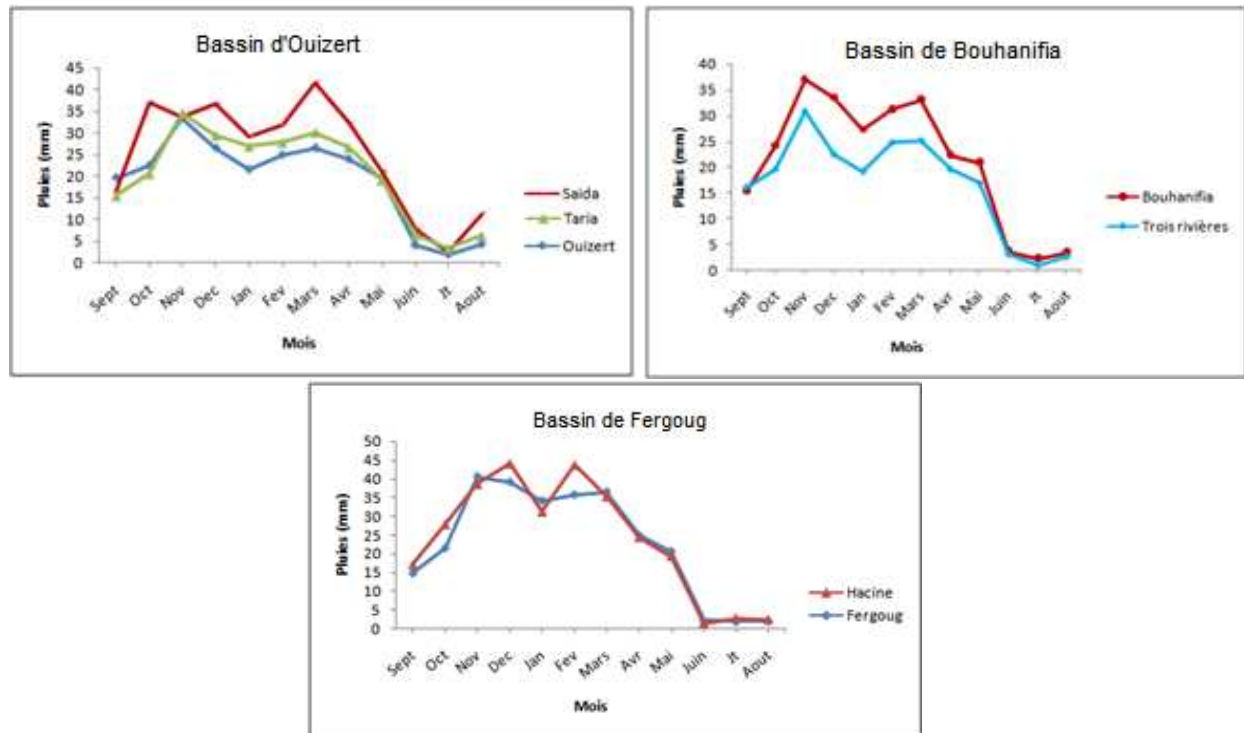 Bassin d'Ouizert
45
40
35
30
25
20
15
10
5
0
Pluies (mm)
Sept Oct Nov Dec Jan Fev Mars Avr Mai Juin Jt Aout
Mois
Saida
Taria
Ouizert
Bassin de Bouhanifia
40
35
30
25
20
15
10
5
0
Pluies (mm)
Sept Oct Nov Dec Jan Fev Mars Avr Mai Juin Jt Aout
Mois
Bouhanifia
Trois rivières
Bassin de Fergoug
50
45
40
35
30
25
20
15
10
5
0
Pluies (mm)
Sept Oct Nov Dec Jan Fev Mars Avr Mai Juin Jt Aout
Mois
Hacine
Fergoug